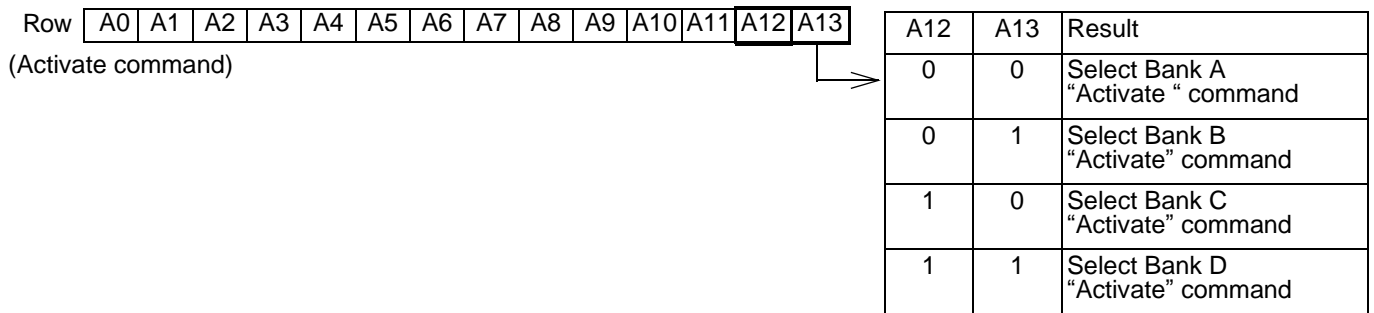 Row A0 A1 A2 A3 A4 A5 A6 A7 A8 A9 A10 A11 A12 A13
(Activate command)
A12 A13 Result
0 0 Select Bank A
“Activate “ command
0 1 Select Bank B
“Activate” command
1 0 Select Bank C
“Activate” command
1 1 Select Bank D
“Activate” command